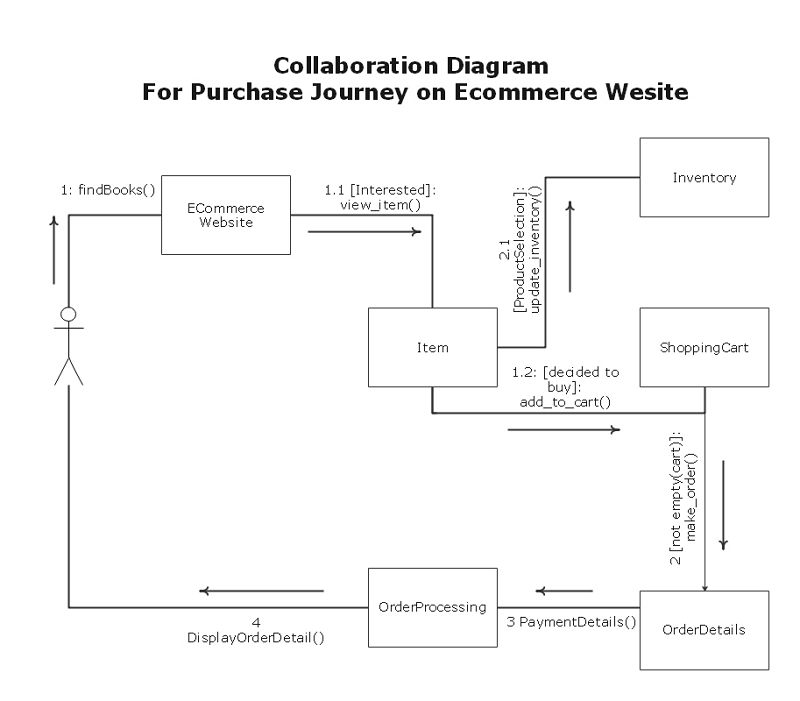 Collaboration Diagram
For Purchase Journey on Ecommerce Wesite
1: findBooks()
ECommerce
Website
1.1 [Interested]:
view_item()
2.1
[ProductSelection]:
update_inventory()
Inventory
Item
ShoppingCart
1.2: [decided to
buy]:
add_to_cart()
2 [not empty(cart)]:
make_order()
OrderProcessing
3 PaymentDetails()
OrderDetails
4
DisplayOrderDetail()